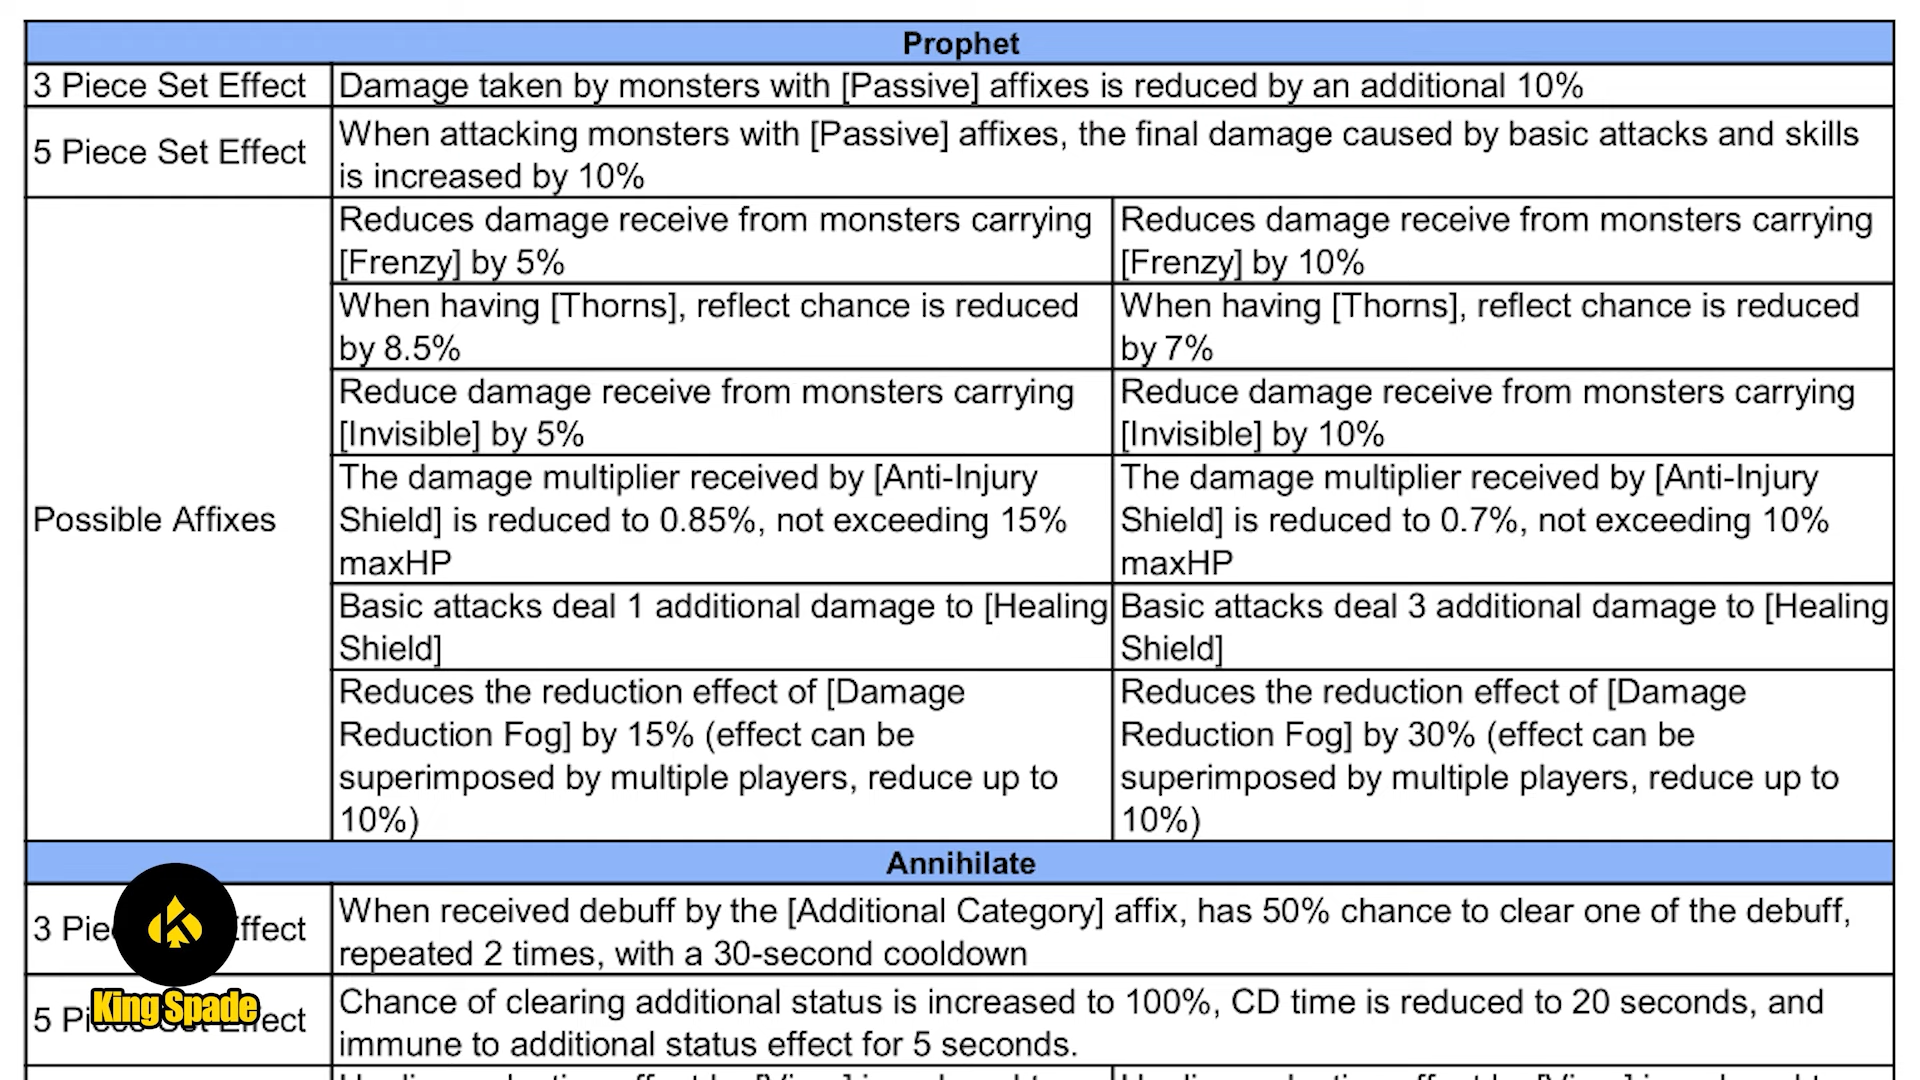 Prophet
3 Piece Set Effect
Damage taken by monsters with [Passive] affixes is reduced by an additional 10%
5 Piece Set Effect
When attacking monsters with [Passive] affixes, the final damage caused by basic attacks and skills
is increased by 10%
Possible Affixes
Reduces damage receive from monsters carrying
[Frenzy] by 5%
Reduces damage receive from monsters carrying
[Frenzy] by 10%
When having [Thorns], reflect chance is reduced
by 8.5%
When having [Thorns], reflect chance is reduced
by 7%
Reduce damage receive from monsters carrying
[Invisible] by 5%
Reduce damage receive from monsters carrying
[Invisible] by 10%
The damage multiplier received by [Anti-Injury
Shield] is reduced to 0.85%, not exceeding 15%
maxHP
The damage multiplier received by [Anti-Injury
Shield] is reduced to 0.7%, not exceeding 10%
maxHP
Basic attacks deal 1 additional damage to [Healing
Shield]
Basic attacks deal 3 additional damage to [Healing
Shield]
Reduces the reduction effect of [Damage
Reduction Fog] by 15% (effect can be
superimposed by multiple players, reduce up to
10%)
Reduces the reduction effect of [Damage
Reduction Fog] by 30% (effect can be
superimposed by multiple players, reduce up to
10%)
Annihilate
3
When received debuff by the [Additional Category] affix, has 50% chance to clear one of the debuff,
repeated 2 times, with a 30-second cooldown
5
Chance of clearing additional status is increased to 100%, CD time is reduced to 20 seconds, and
immune to additional status effect for 5 seconds.
King Spade